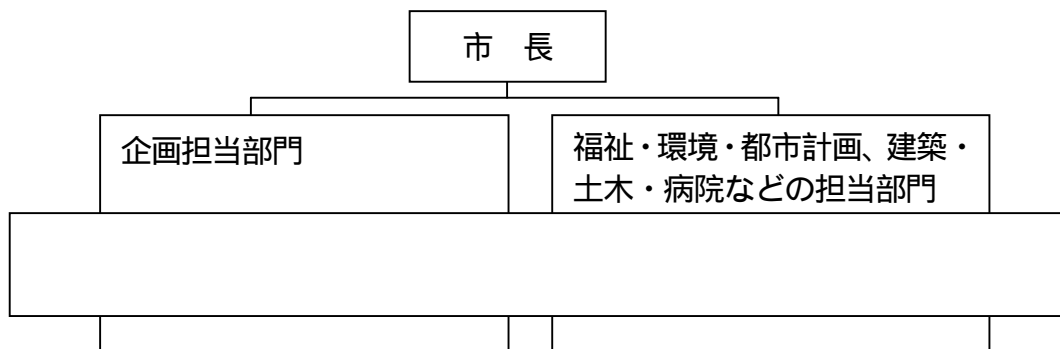 市　長
企画担当部門
福祉・環境・都市計画、建築・
土木・病院などの担当部門